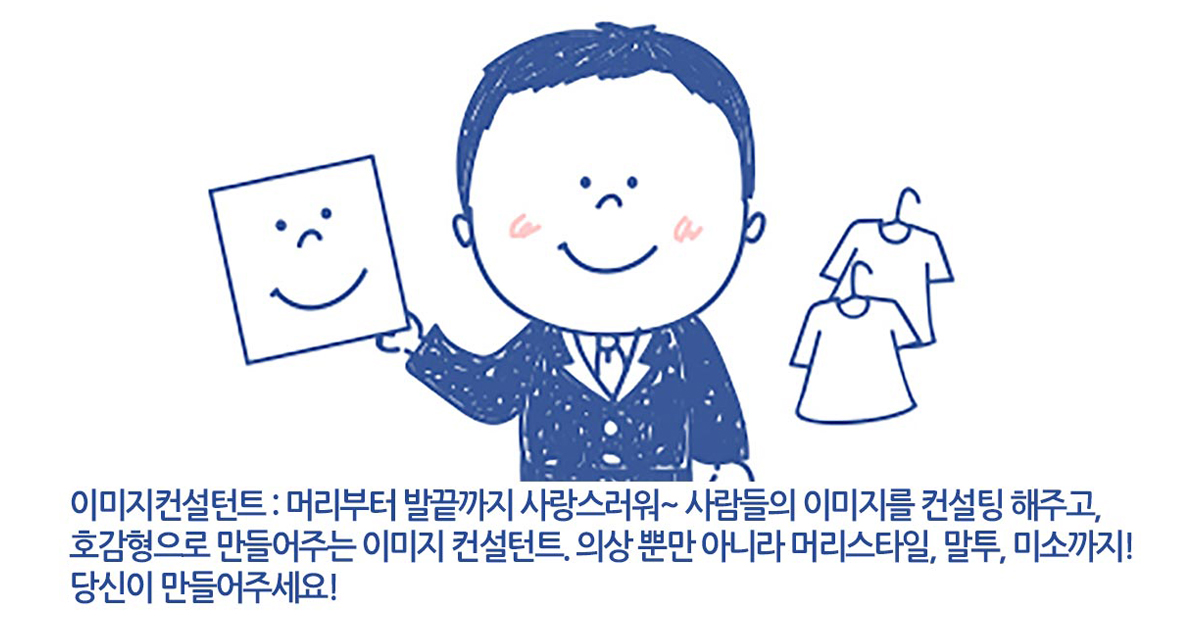 이미지컨설턴트 : 머리부터 발끝까지 사랑스러워~ 사람들의 이미지를 컨설팅 해주고,
호감형으로 만들어주는 이미지 컨설턴트. 의상 뿐만 아니라 머리스타일, 말투, 미소까지!
당신이 만들어주세요!